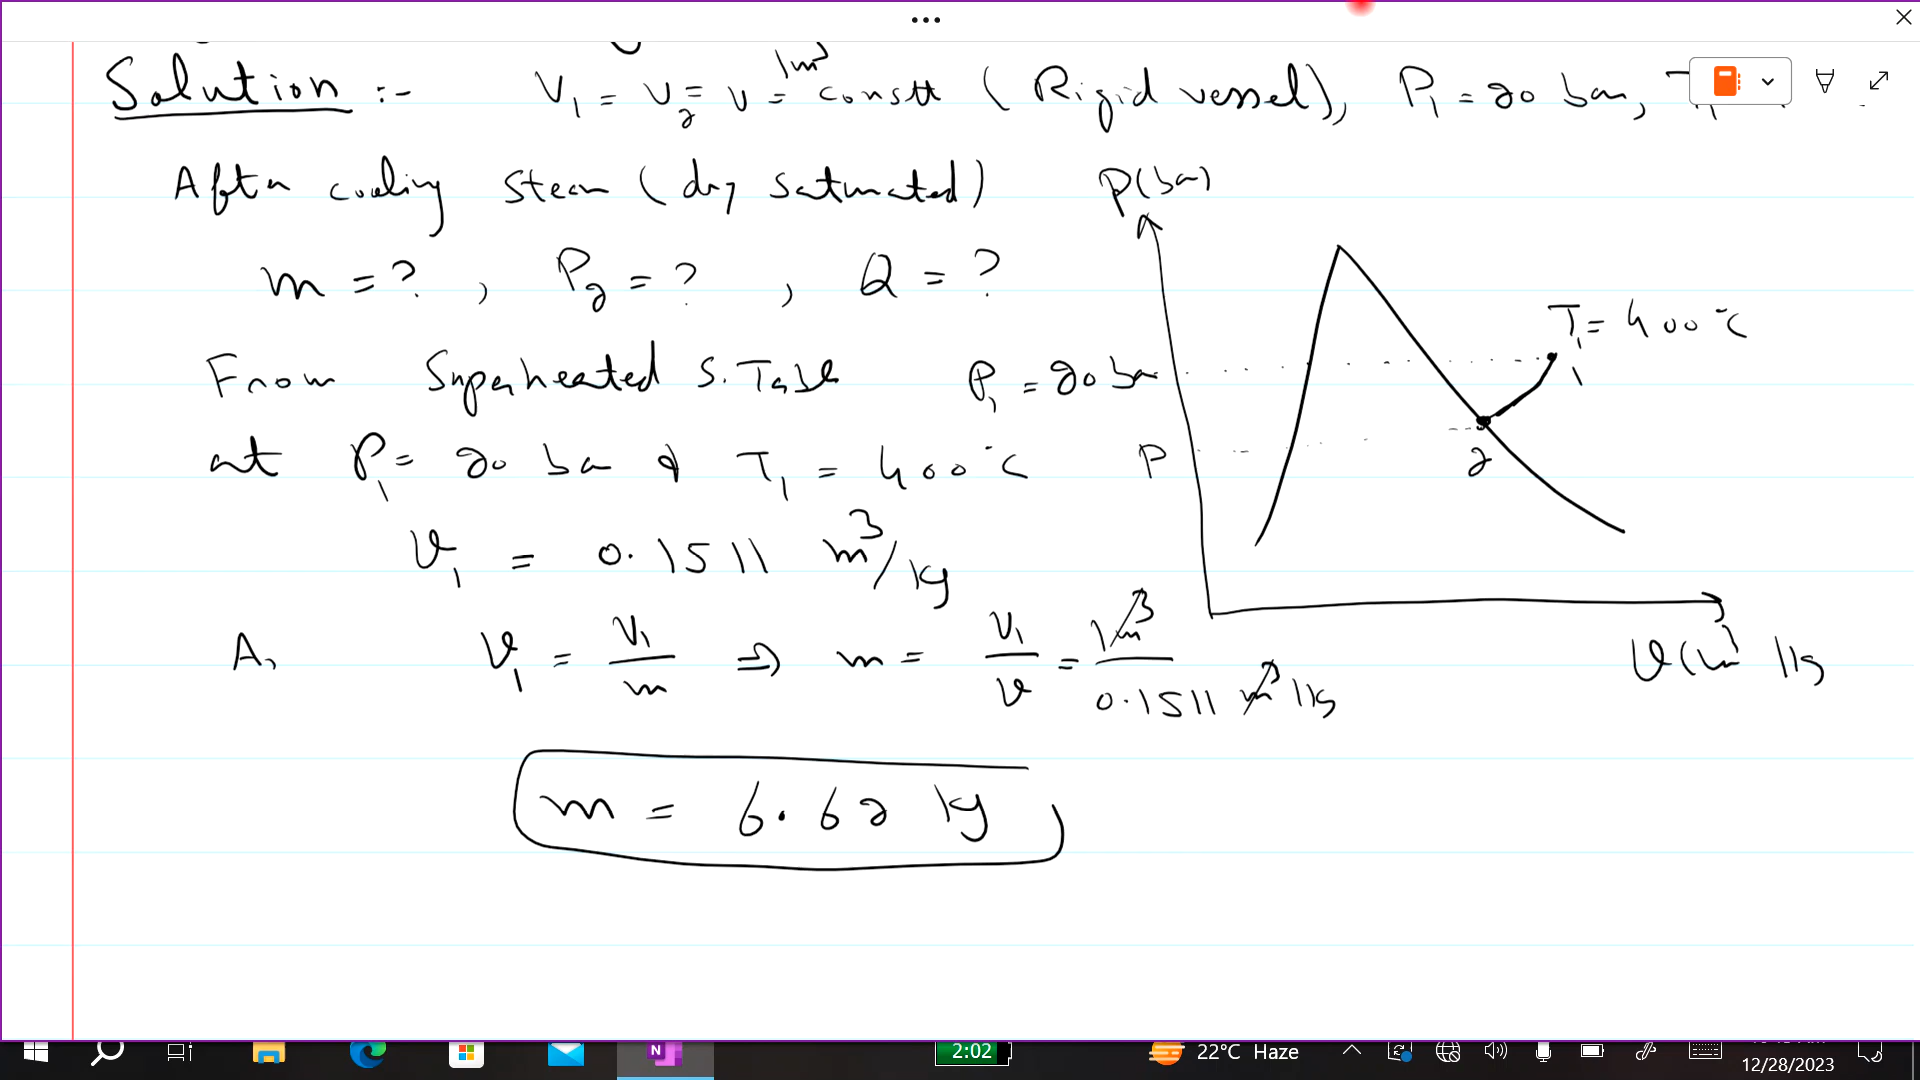 Solution :- V₁ = V₂ = V = 1m³ constt (Rigid vessel), P₁ = 20 bar,
After cooling steam (dry saturated)
m = ? , P₂ = ? , Q = ?
From Superheated S. Table
at P₁ = 20 bar & T₁ = 400°C
v₁ = 0.1511 m³/kg
As v₁ = V₁/m ⇒ m = V₁/v = 1m³/0.1511 m³/kg
m = 6.62 kg
P(bar)
T₁ = 400°C
1
P₁ = 20 bar
P
2
v(m³/kg
2:02
22°C Haze
12/28/2023